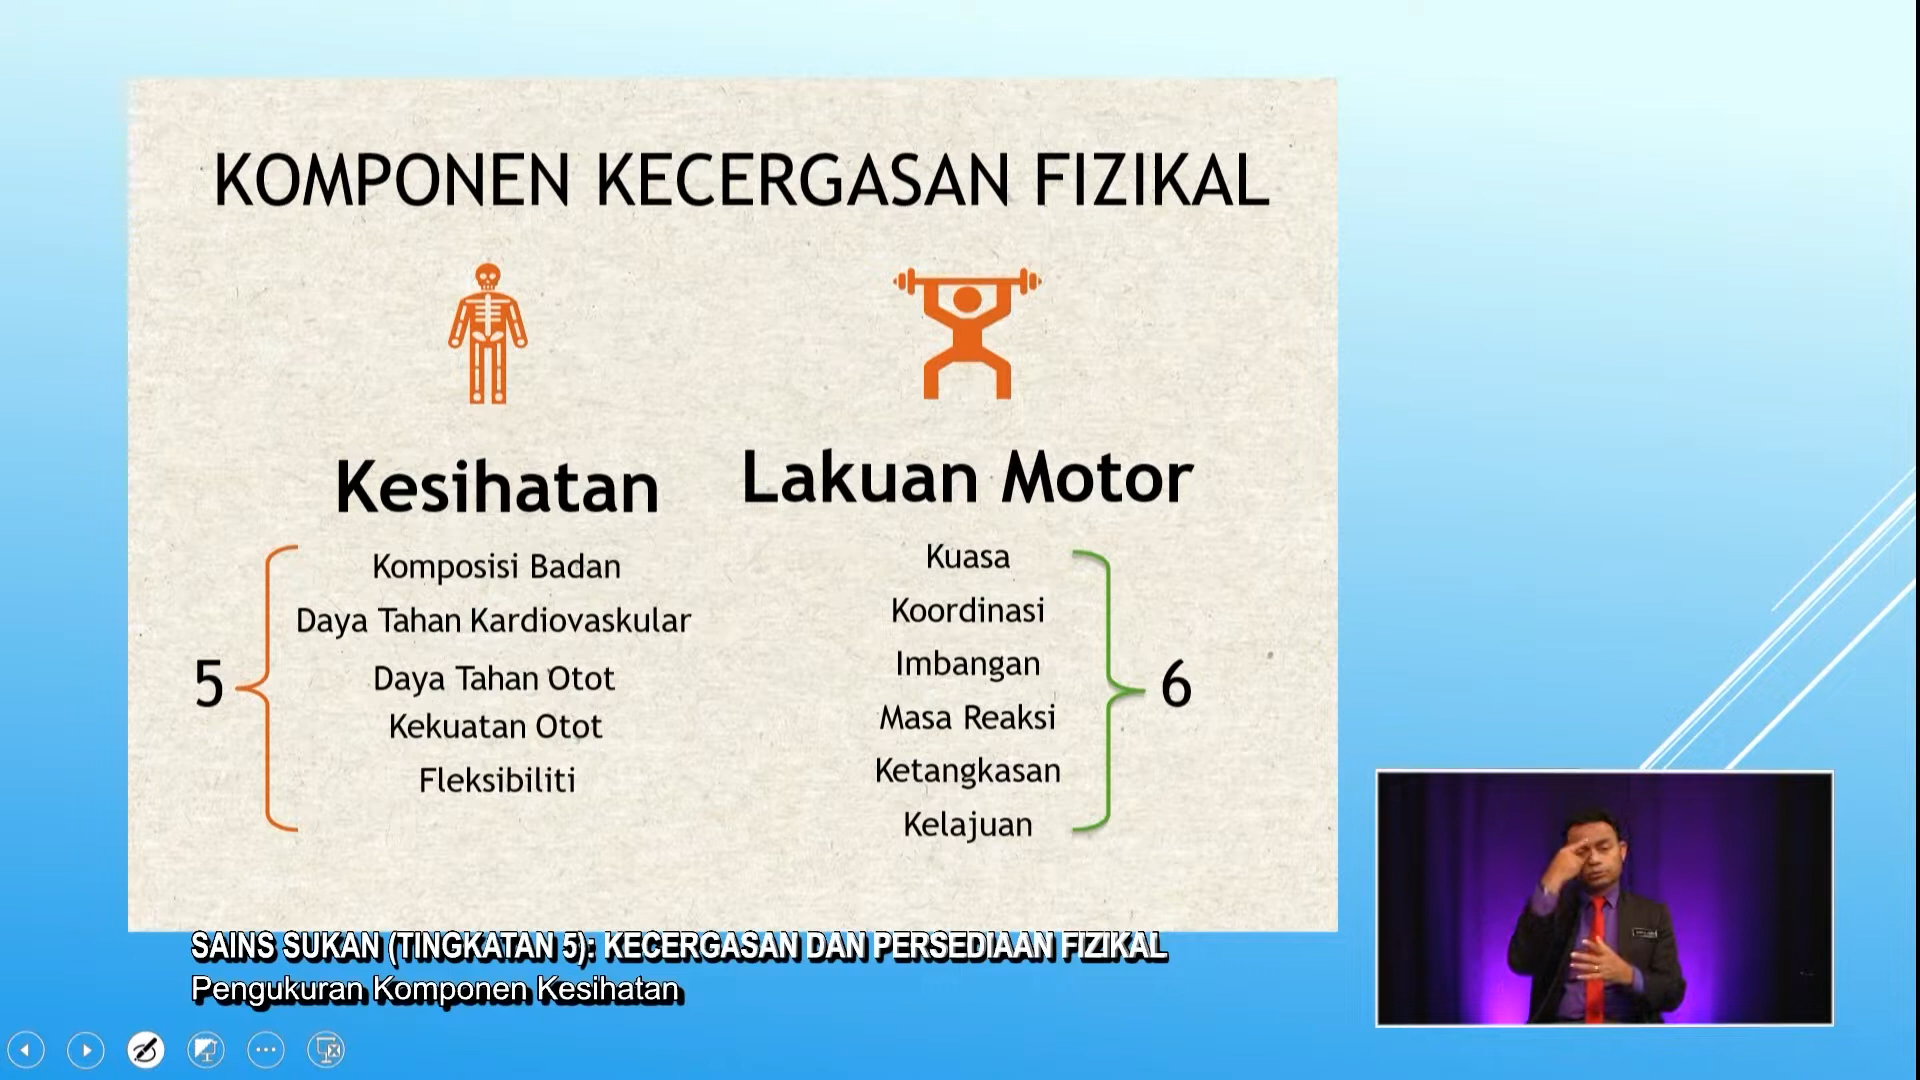 KOMPONEN KECERGASAN FIZIKAL
Kesihatan
Komposisi Badan
Daya Tahan Kardiovaskular
Daya Tahan Otot
Kekuatan Otot
Fleksibiliti
5
Lakuan Motor
Kuasa
Koordinasi
Imbangan
Masa Reaksi
Ketangkasan
Kelajuan
6
SAINS SUKAN (TINGKATAN 5): KECERGASAN DAN PERSEDIAAN FIZIKAL
Pengukuran Komponen Kesihatan